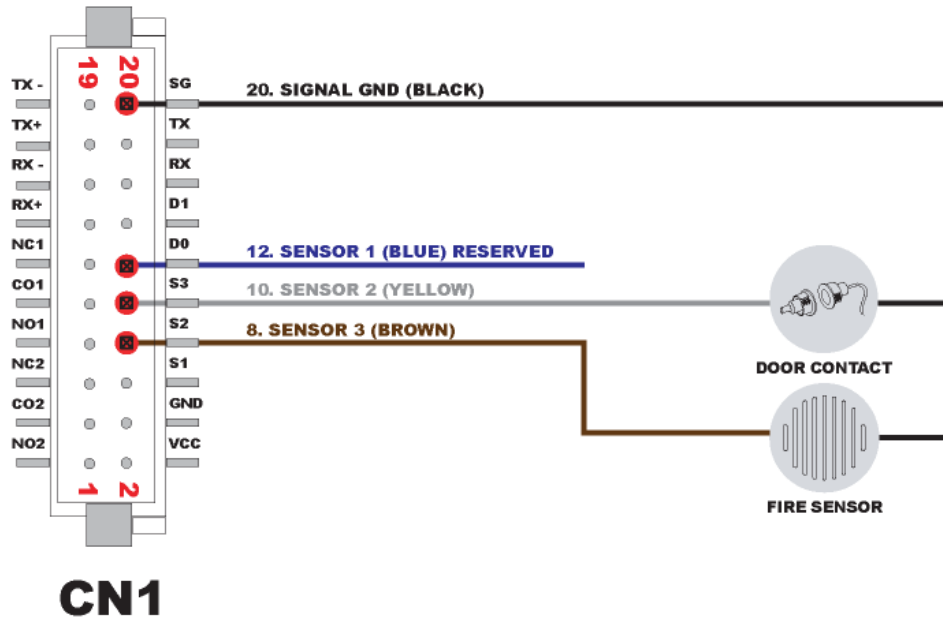 19 20
TX - SG
20. SIGNAL GND (BLACK)
TX+ TX
RX - RX
RX+ D1
NC1 D0
12. SENSOR 1 (BLUE) RESERVED
CO1 S3
10. SENSOR 2 (YELLOW)
NO1 S2
8. SENSOR 3 (BROWN)
NC2 S1
DOOR CONTACT
CO2 GND
NO2 VCC
1 2
FIRE SENSOR
CN1